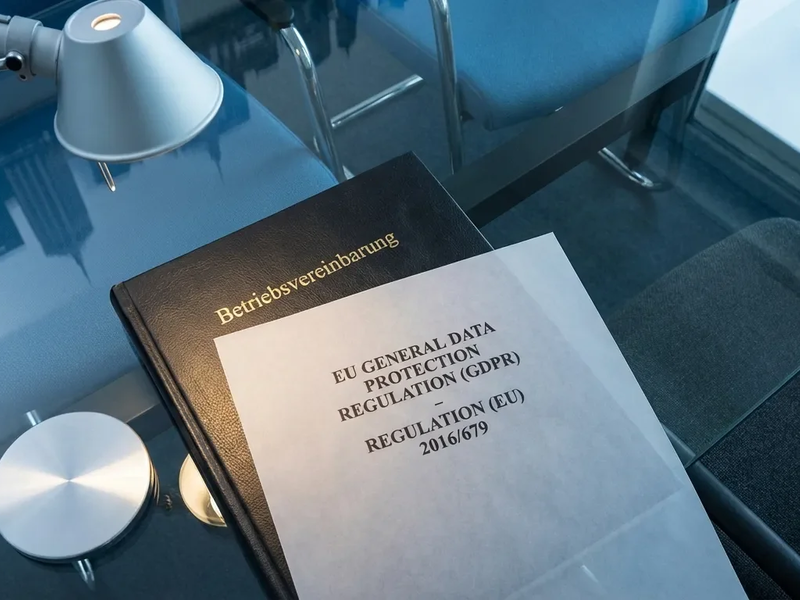 Betriebsvereinbarung
EU GENERAL DATA
PROTECTION
REGULATION (GDPR)
–
REGULATION (EU)
2016/679